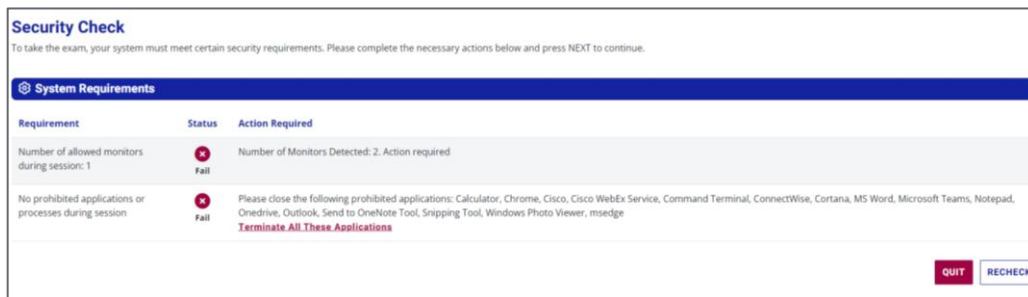 Security Check
To take the exam, your system must meet certain security requirements. Please complete the necessary actions below and press NEXT to continue.
System Requirements
Requirement Status Action Required
Number of allowed monitors
during session: 1
Fail
Number of Monitors Detected: 2. Action required
No prohibited applications or
processes during session
Fail
Please close the following prohibited applications: Calculator, Chrome, Cisco, Cisco WebEx Service, Command Terminal, ConnectWise, Cortana, MS Word, Microsoft Teams, Notepad,
Onedrive, Outlook, Send to OneNote Tool, Snipping Tool, Windows Photo Viewer, msedge
Terminate All These Applications
QUIT RECHECK